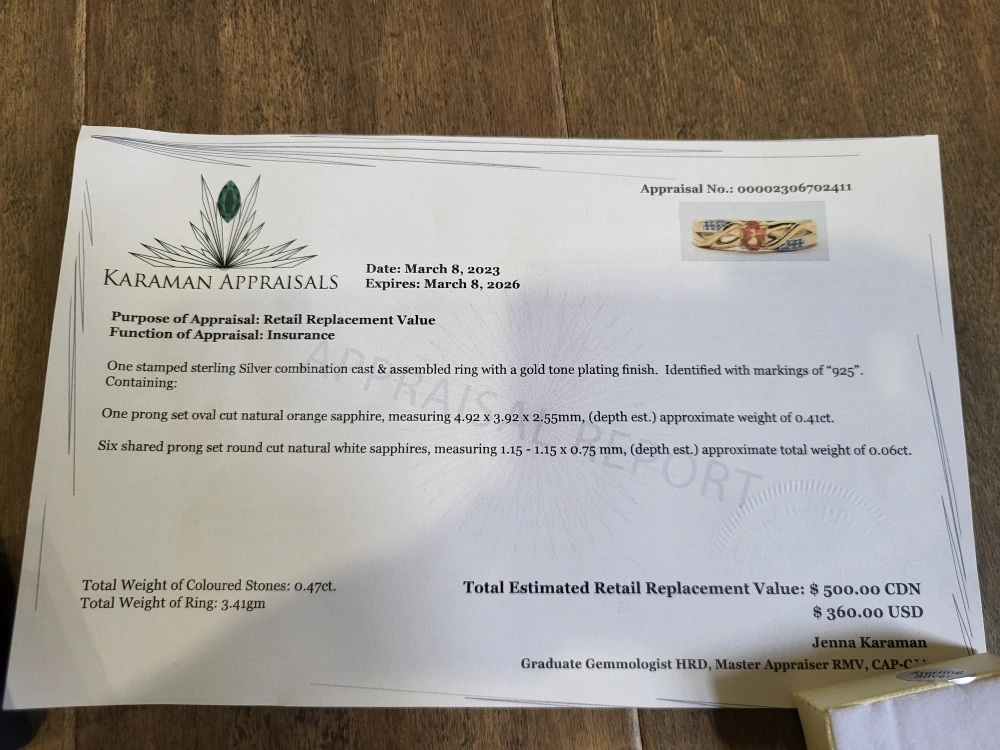 Appraisal No.: 00002306702411
KARAMAN APPRAISALS
Date: March 8, 2023
Expires: March 8, 2026
Purpose of Appraisal: Retail Replacement Value
Function of Appraisal: Insurance
One stamped sterling Silver combination cast & assembled ring with a gold tone plating finish. Identified with markings of “925”.
Containing:
One prong set oval cut natural orange sapphire, measuring 4.92 x 3.92 x 2.55mm, (depth est.) approximate weight of 0.41ct.
Six shared prong set round cut natural white sapphires, measuring 1.15 - 1.15 x 0.75 mm, (depth est.) approximate total weight of 0.06ct.
APPRAISAL REPORT
Total Weight of Coloured Stones: 0.47ct.
Total Weight of Ring: 3.41gm
Total Estimated Retail Replacement Value: $ 500.00 CDN
$ 360.00 USD
Jenna Karaman
Graduate Gemmologist HRD, Master Appraiser RMV,
Sterling
Silver